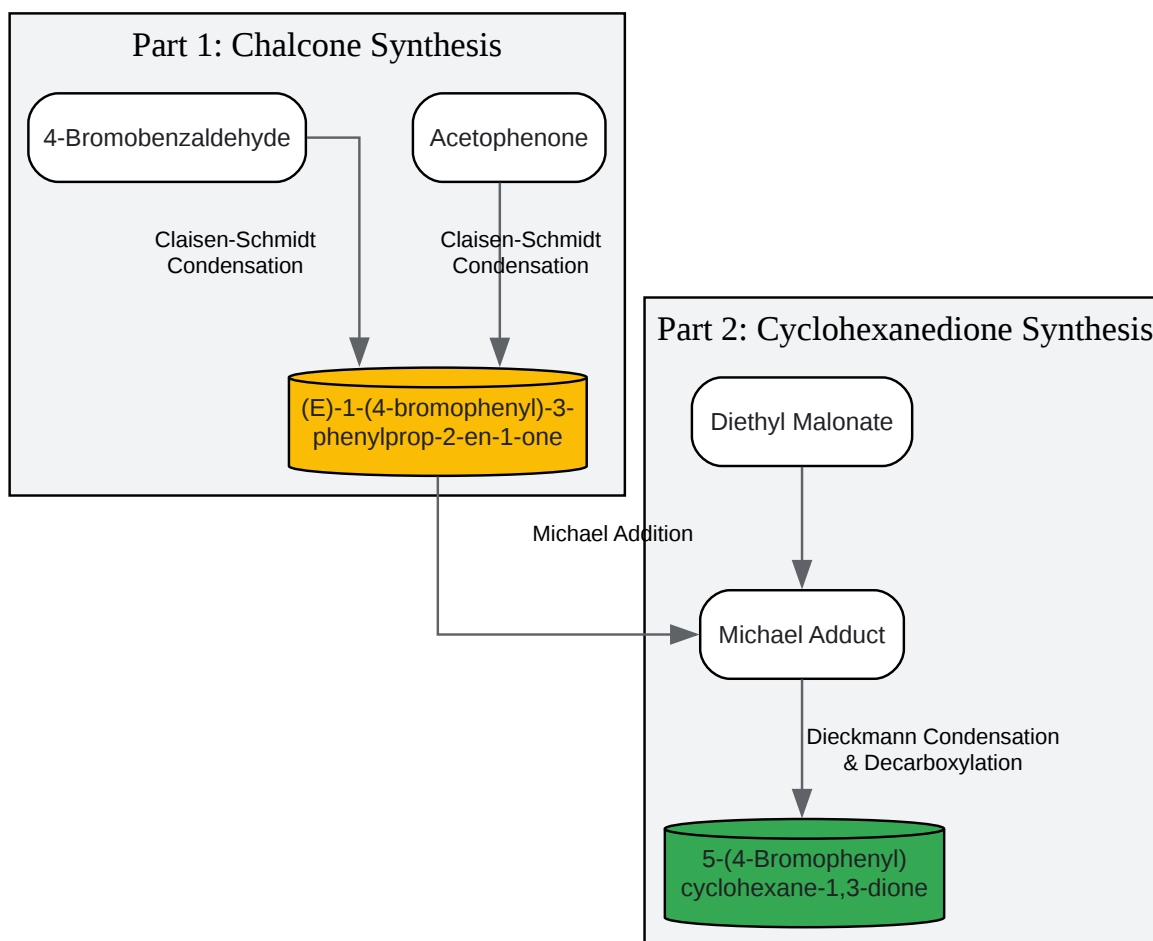 Part 1: Chalcone Synthesis
4-Bromobenzaldehyde
Acetophenone
Claisen-Schmidt
Condensation
Claisen-Schmidt
Condensation
(E)-1-(4-bromophenyl)-3-
phenylprop-2-en-1-one
Part 2: Cyclohexanedione Synthesis
Diethyl Malonate
Michael Addition
Michael Adduct
Dieckmann Condensation
& Decarboxylation
5-(4-Bromophenyl)
cyclohexane-1,3-dione